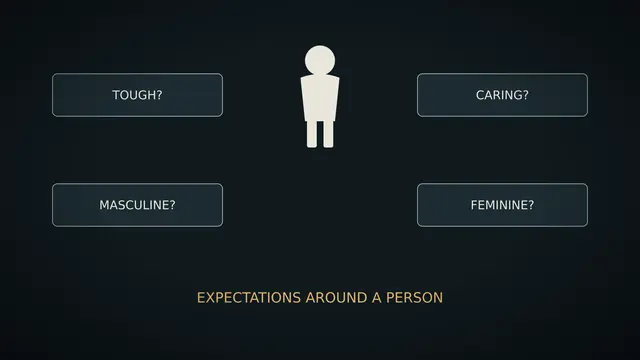 TOUGH?
CARING?
MASCULINE?
FEMININE?
EXPECTATIONS AROUND A PERSON